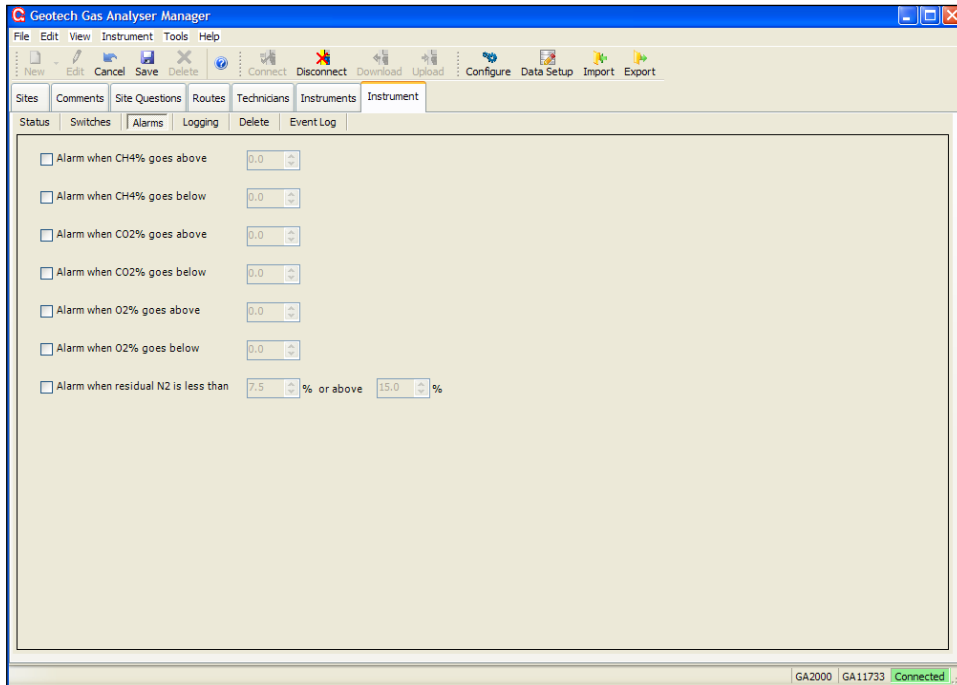 Geotech Gas Analyser Manager
File Edit View Instrument Tools Help
New Edit Cancel Save Delete Connect Disconnect Download Upload Configure Data Setup Import Export
Sites Comments Site Questions Routes Technicians Instruments Instrument
Status Switches Alarms Logging Delete Event Log
Alarm when CH4% goes above 0.0
Alarm when CH4% goes below 0.0
Alarm when CO2% goes above 0.0
Alarm when CO2% goes below 0.0
Alarm when O2% goes above 0.0
Alarm when O2% goes below 0.0
Alarm when residual N2 is less than 7.5 % or above 15.0 %
GA2000 GA11733 Connected